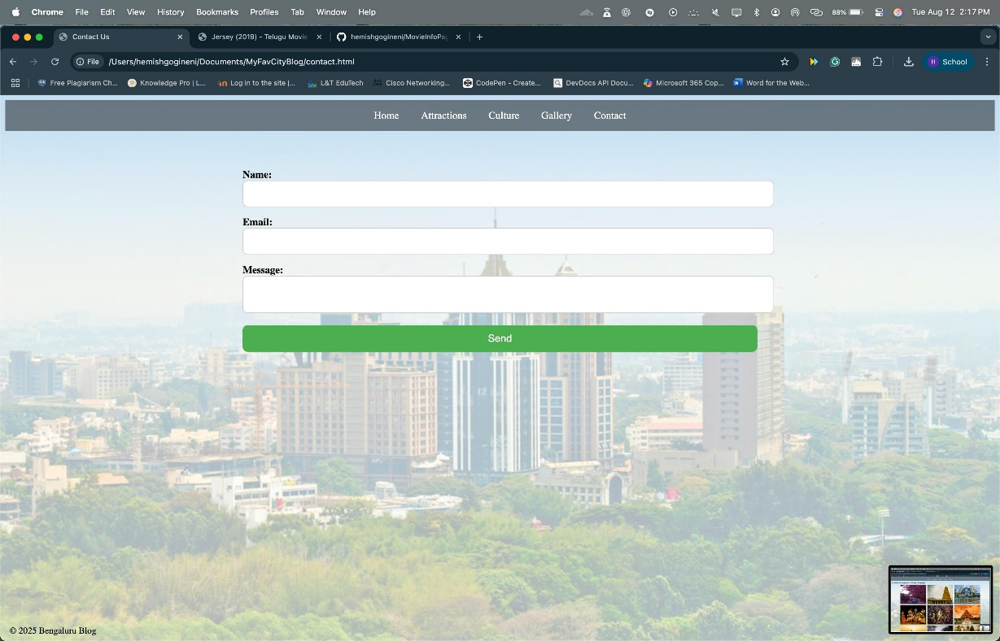 Chrome File Edit View History Bookmarks Profiles Tab Window Help 88% Tue Aug 12 2:17 PM
Contact Us Jersey (2019) - Telugu Movie hemishgogineni/MovieInfoPag
File /Users/hemishgogineni/Documents/MyFavCityBlog/contact.html H School
Free Plagiarism Ch... Knowledge Pro | L... Log in to the site |... L&T EduTech Cisco Networking... CodePen - Create... DevDocs API Docu... Microsoft 365 Cop... Word for the Web...
Home Attractions Culture Gallery Contact
Name:
Email:
Message:
Send
© 2025 Bengaluru Blog